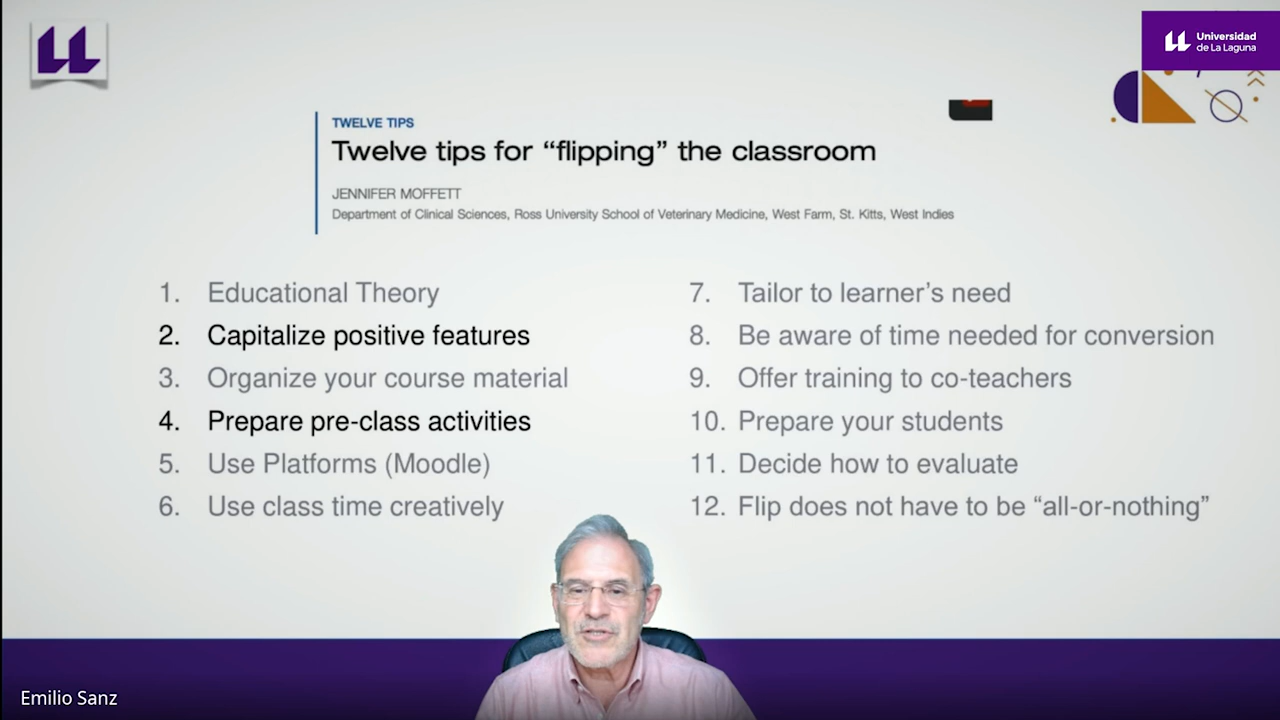 Universidad
de La Laguna
TWELVE TIPS
Twelve tips for “flipping” the classroom
JENNIFER MOFFETT
Department of Clinical Sciences, Ross University School of Veterinary Medicine, West Farm, St. Kitts, West Indies
1. Educational Theory
2. Capitalize positive features
3. Organize your course material
4. Prepare pre-class activities
5. Use Platforms (Moodle)
6. Use class time creatively
7. Tailor to learner’s need
8. Be aware of time needed for conversion
9. Offer training to co-teachers
10. Prepare your students
11. Decide how to evaluate
12. Flip does not have to be “all-or-nothing”
Emilio Sanz